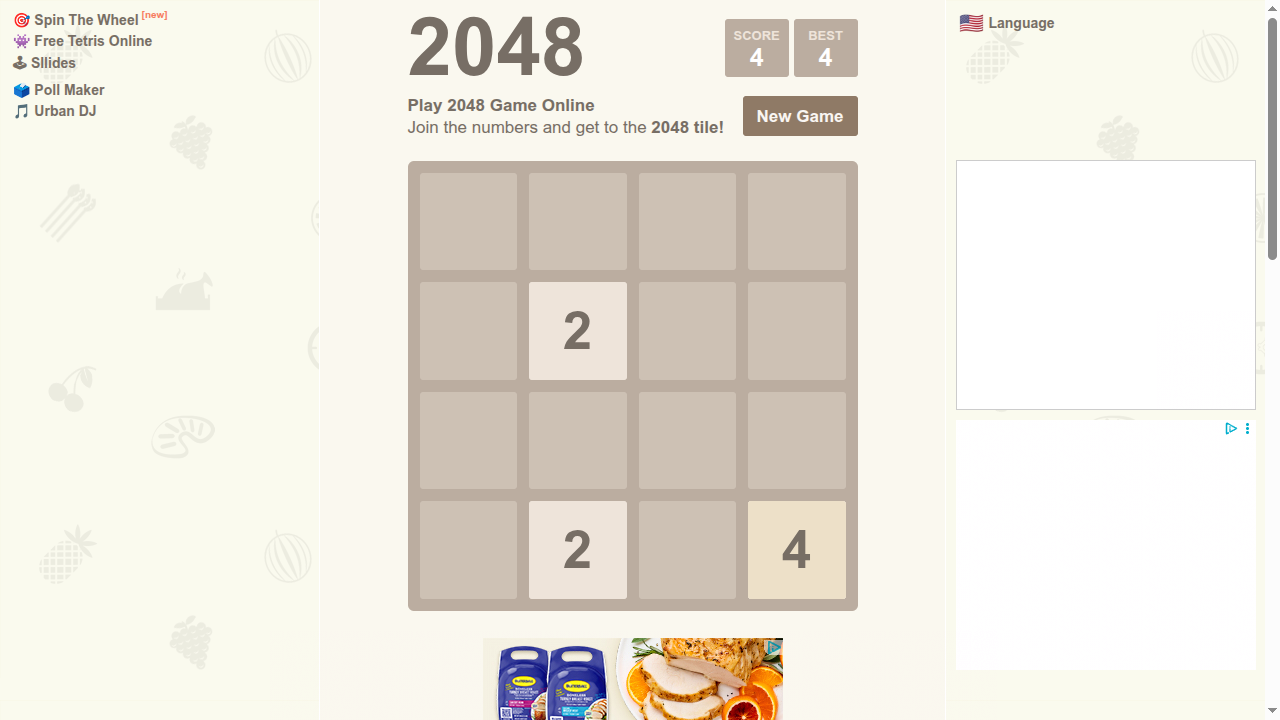 Spin The Wheel [new]
Free Tetris Online
Sllides
Poll Maker
Urban DJ
2048
SCORE
4
BEST
4
Play 2048 Game Online
Join the numbers and get to the 2048 tile!
New Game
2
2 4
Language